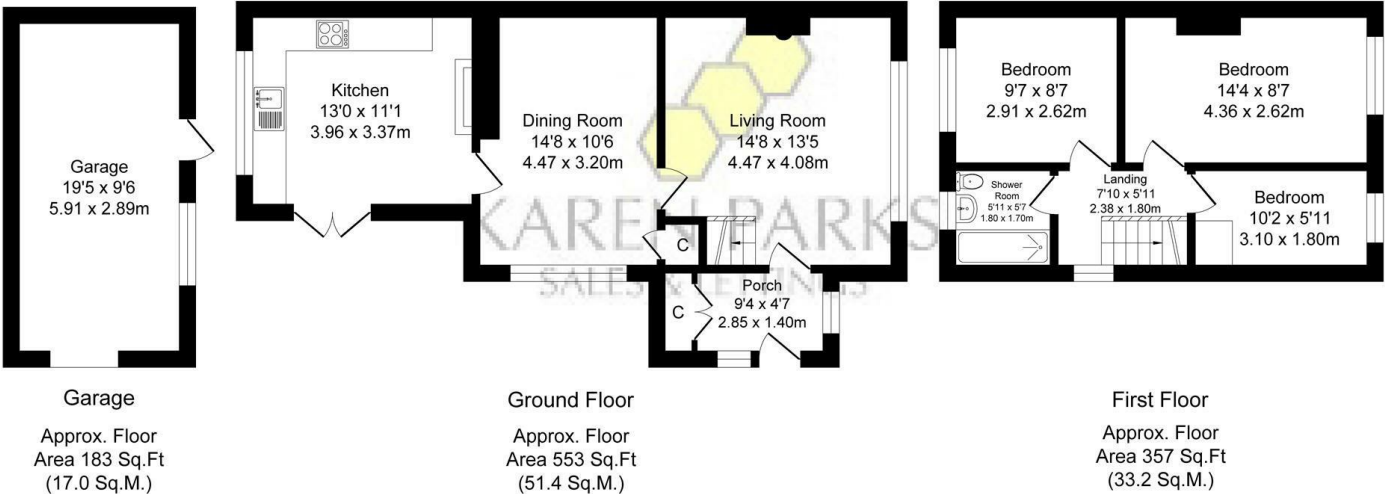 Garage
19'5 x 9'6
5.91 x 2.89m
Kitchen
13'0 x 11'1
3.96 x 3.37m
Dining Room
14'8 x 10'6
4.47 x 3.20m
Living Room
14'8 x 13'5
4.47 x 4.08m
C
C
Porch
9'4 x 4'7
2.85 x 1.40m
KAREN PARKS
SALES & LETTINGS
Bedroom
9'7 x 8'7
2.91 x 2.62m
Bedroom
14'4 x 8'7
4.36 x 2.62m
Shower
Room
5'11 x 5'7
1.80 x 1.70m
Landing
7'10 x 5'11
2.38 x 1.80m
Bedroom
10'2 x 5'11
3.10 x 1.80m
Garage
Approx. Floor
Area 183 Sq.Ft
(17.0 Sq.M.)
Ground Floor
Approx. Floor
Area 553 Sq.Ft
(51.4 Sq.M.)
First Floor
Approx. Floor
Area 357 Sq.Ft
(33.2 Sq.M.)